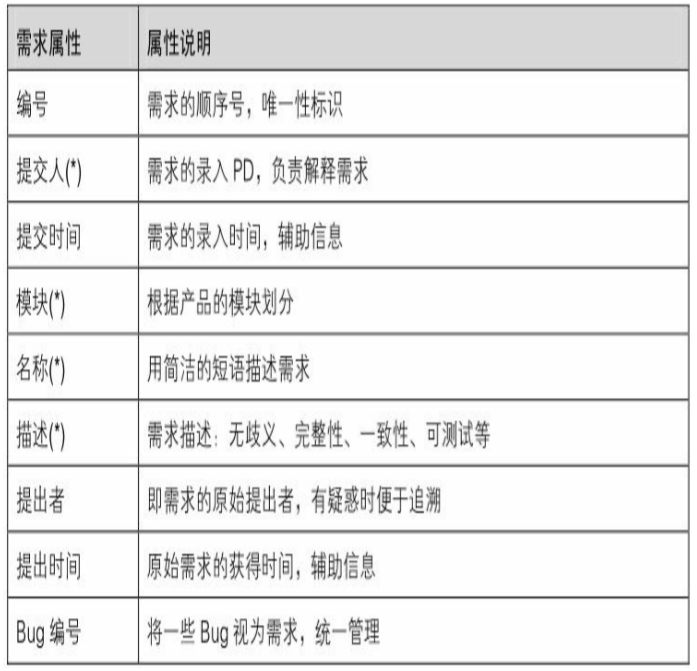 需求属性 属性说明
编号 需求的顺序号，唯一性标识
提交人(*) 需求的录入 PD，负责解释需求
提交时间 需求的录入时间，辅助信息
模块(*) 根据产品的模块划分
名称(*) 用简洁的短语描述需求
描述(*) 需求描述：无歧义、完整性、一致性、可测试等
提出者 即需求的原始提出者，有疑惑时便于追溯
提出时间 原始需求的获得时间，辅助信息
Bug 编号 将一些 Bug 视为需求，统一管理